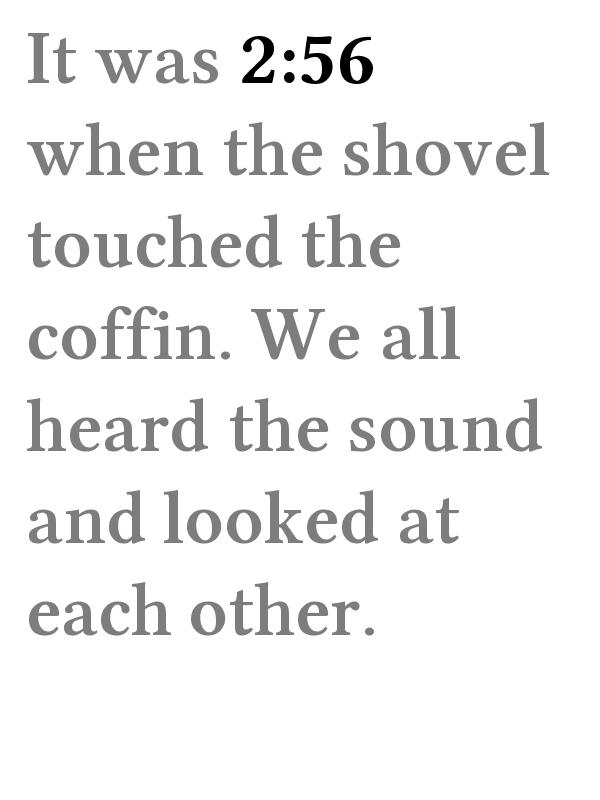 It was 2:56
when the shovel
touched the
coffin. We all
heard the sound
and looked at
each other.